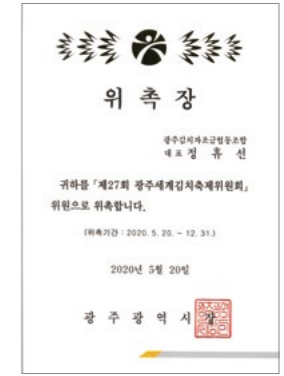 위 촉 장
광주김치자조금협동조합
대표 정 휴 선
귀하를 「제27회 광주세계김치축제위원회」
위원으로 위촉합니다.
(위촉기간 : 2020. 5. 20. ~ 12. 31.)
2020년 5월 20일
광 주 광 역 시 장